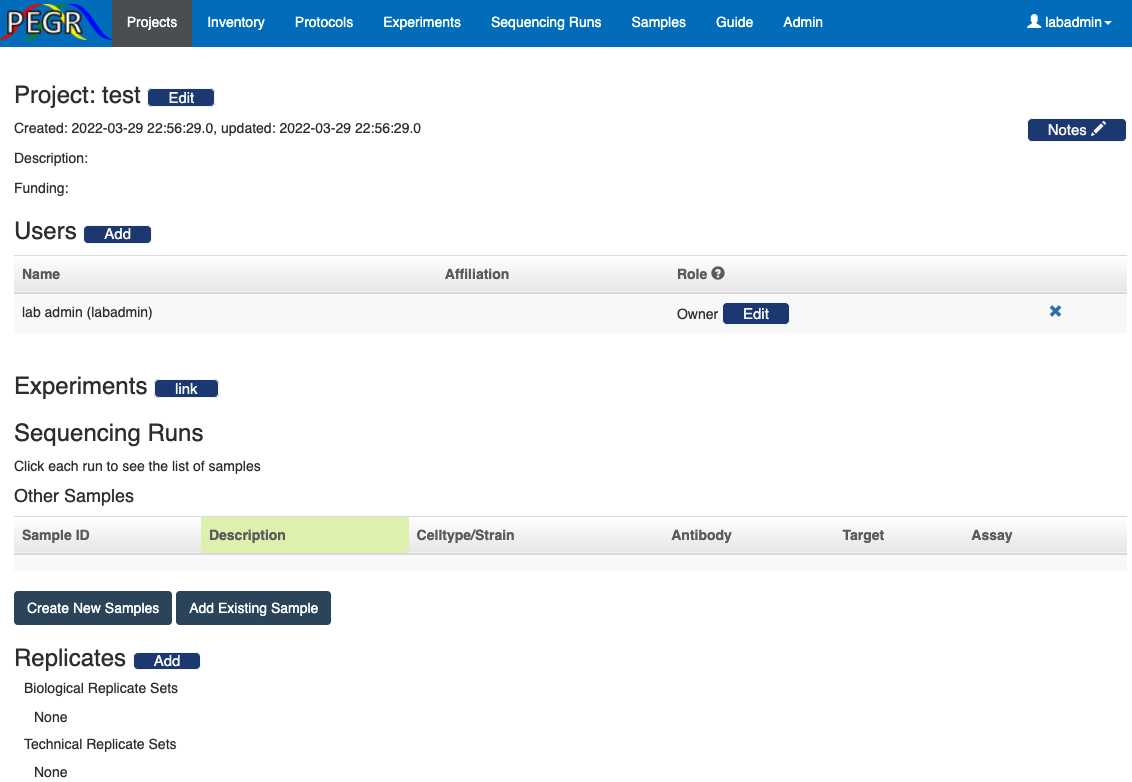 PEGR Projects Inventory Protocols Experiments Sequencing Runs Samples Guide Admin labadmin
Project: test Edit
Created: 2022-03-29 22:56:29.0, updated: 2022-03-29 22:56:29.0
Notes
Description:
Funding:
Users Add
Name Affiliation Role
lab admin (labadmin) Owner Edit
Experiments link
Sequencing Runs
Click each run to see the list of samples
Other Samples
Sample ID Description Celltype/Strain Antibody Target Assay
Create New Samples Add Existing Sample
Replicates Add
Biological Replicate Sets
None
Technical Replicate Sets
None